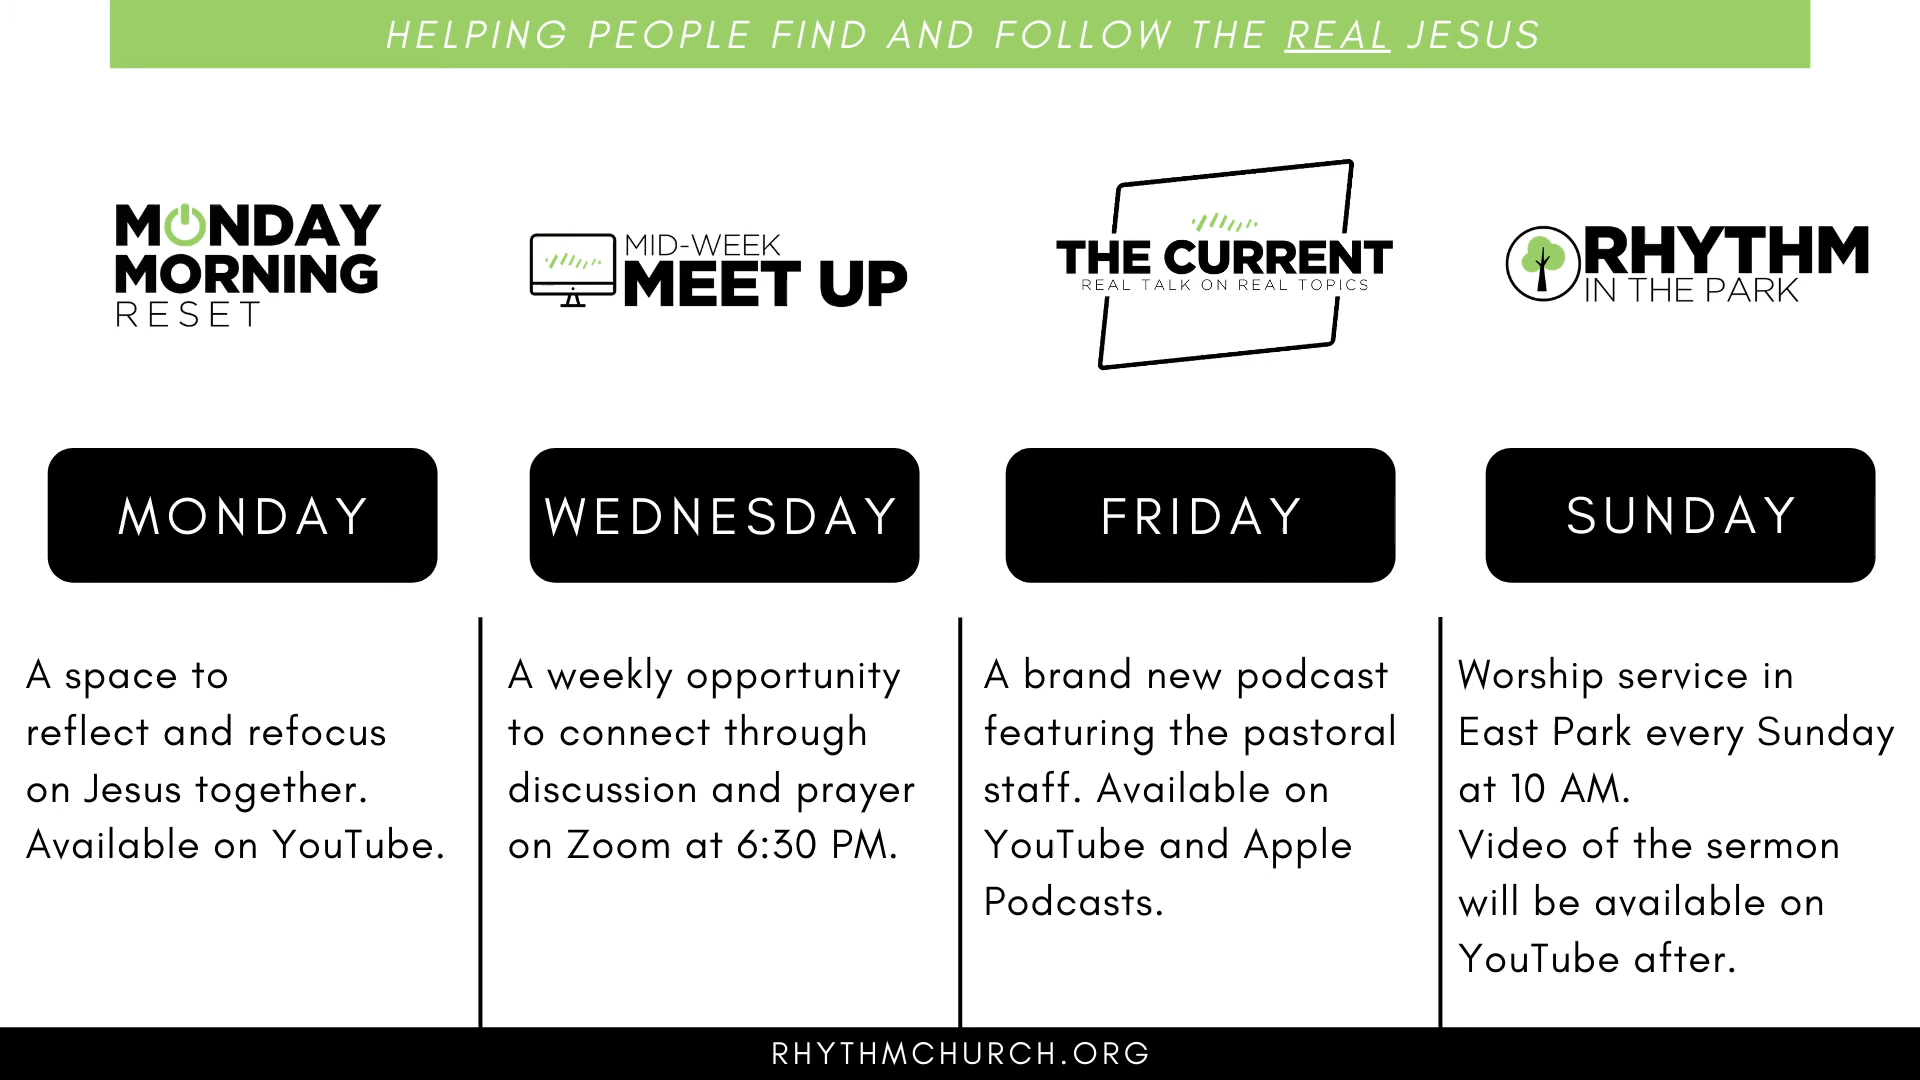 HELPING PEOPLE FIND AND FOLLOW THE REAL JESUS
MONDAY
MORNING
RESET
MID-WEEK
MEET UP
THE CURRENT
REAL TALK ON REAL TOPICS
RHYTHM
IN THE PARK
MONDAY
A space to
reflect and refocus
on Jesus together.
Available on YouTube.
WEDNESDAY
A weekly opportunity
to connect through
discussion and prayer
on Zoom at 6:30 PM.
FRIDAY
A brand new podcast
featuring the pastoral
staff. Available on
YouTube and Apple
Podcasts.
SUNDAY
Worship service in
East Park every Sunday
at 10 AM.
Video of the sermon
will be available on
YouTube after.
RHYTHMCHURCH.ORG